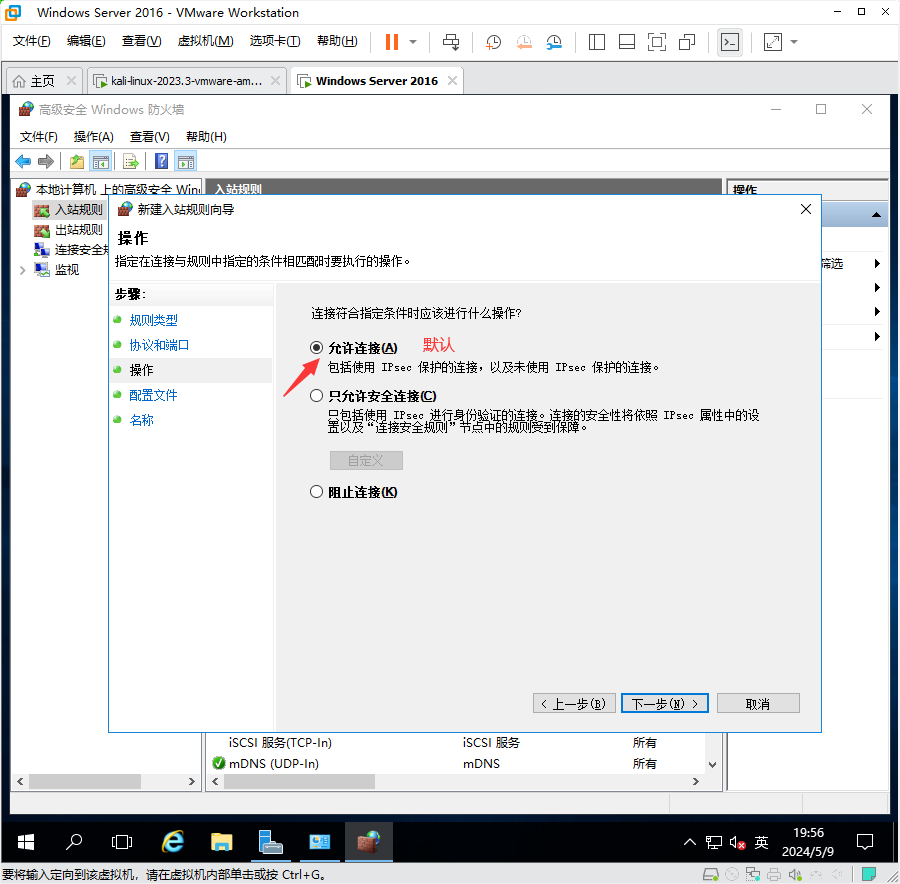 Windows Server 2016 - VMware Workstation
文件(F) 编辑(E) 查看(V) 虚拟机(M) 选项卡(T) 帮助(H)
主页 kali-linux-2023.3-vmware-am... Windows Server 2016
高级安全 Windows 防火墙
文件(F) 操作(A) 查看(V) 帮助(H)
本地计算机 上的高级安全 Win 入站规则 操作
入站规则
出站规则
连接安全规
监视
筛选
新建入站规则向导
操作
指定在连接与规则中指定的条件相匹配时要执行的操作。
步骤:
规则类型
协议和端口
操作
配置文件
名称
连接符合指定条件时应该进行什么操作?
允许连接(A) 默认
包括使用 IPsec 保护的连接，以及未使用 IPsec 保护的连接。
只允许安全连接(C)
只包括使用 IPsec 进行身份验证的连接。连接的安全性将依照 IPsec 属性中的设
置以及“连接安全规则”节点中的规则受到保障。
自定义
阻止连接(K)
< 上一步(B) 下一步(N) > 取消
iSCSI 服务(TCP-In) iSCSI 服务 所有
mDNS (UDP-In) mDNS 所有
英 19:56
2024/5/9
要将输入定向到该虚拟机，请在虚拟机内部单击或按 Ctrl+G。